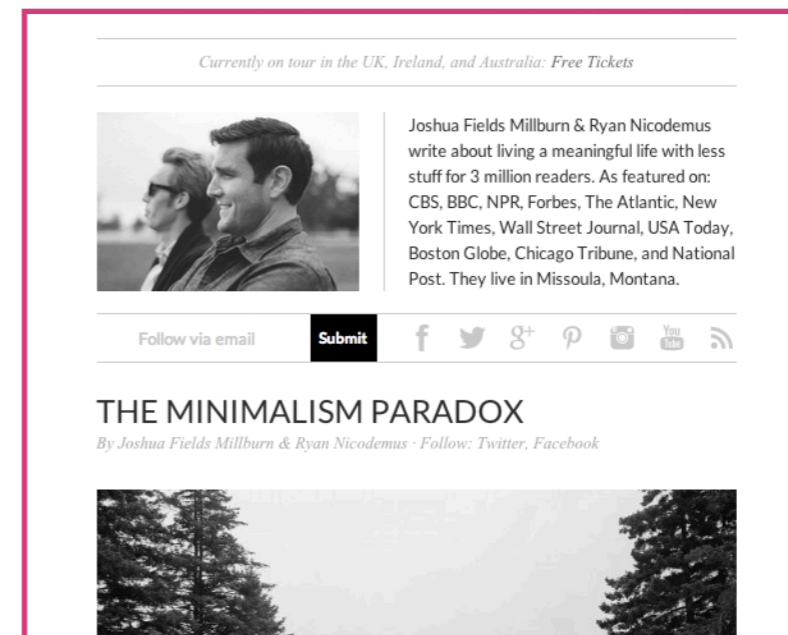 Currently on tour in the UK, Ireland, and Australia: Free Tickets
Joshua Fields Millburn & Ryan Nicodemus
write about living a meaningful life with less
stuff for 3 million readers. As featured on:
CBS, BBC, NPR, Forbes, The Atlantic, New
York Times, Wall Street Journal, USA Today,
Boston Globe, Chicago Tribune, and National
Post. They live in Missoula, Montana.
Follow via email Submit f g+ You Tube
THE MINIMALISM PARADOX
By Joshua Fields Millburn & Ryan Nicodemus · Follow: Twitter, Facebook